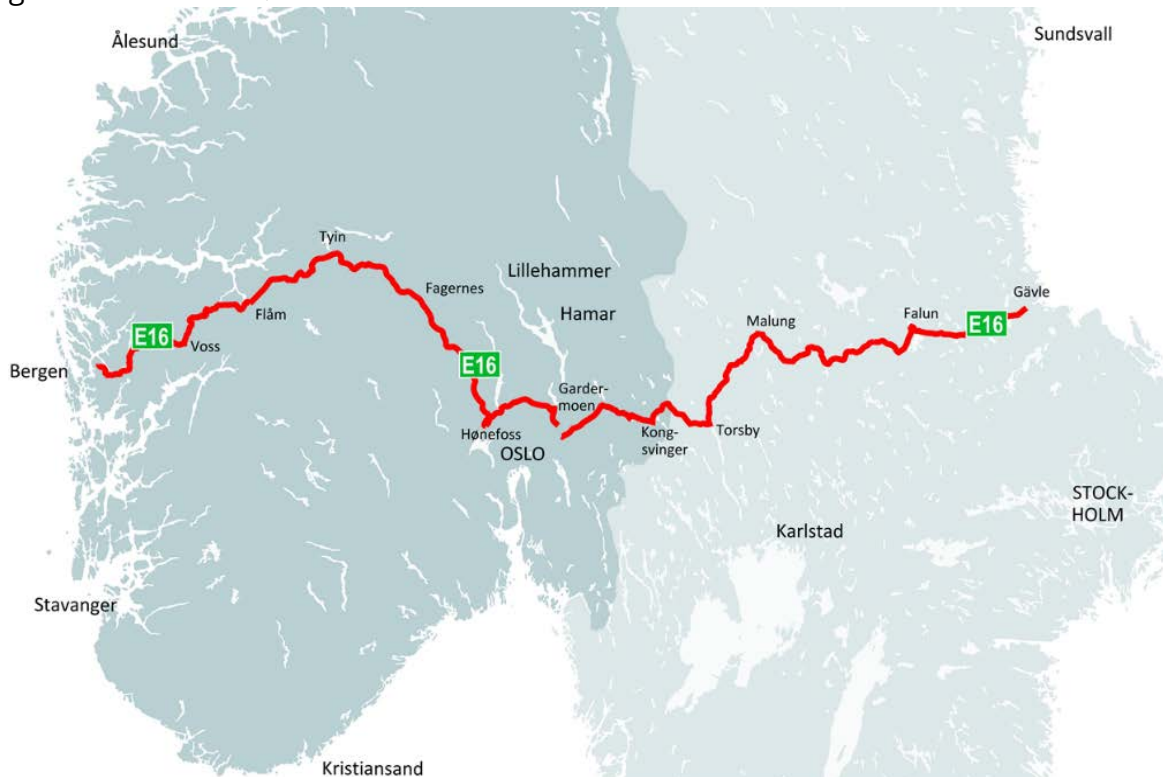 Ålesund
Sundsvall
Tyin
Lillehammer
Fagernes
Gävle
Flåm
Hamar
Falun
Malung
E16
E16
Voss
E16
Bergen
Garder-
moen
Hønefoss
OSLO
Kong-
svinger
Torsby
STOCK-
HOLM
Karlstad
Stavanger
Kristiansand